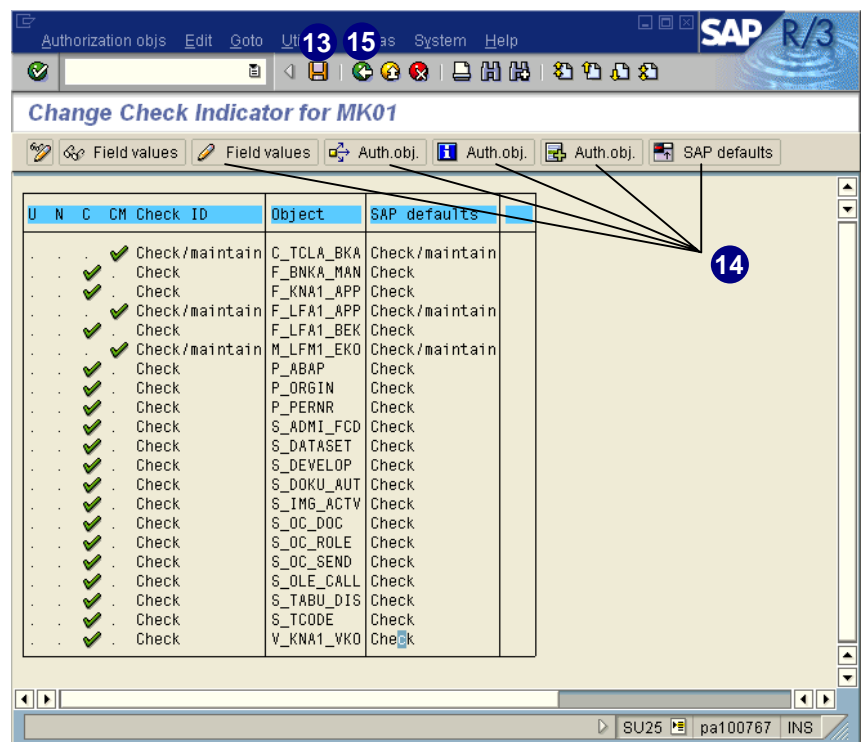 Authorization objs Edit Goto Uti 13 15 as System Help
SAP R/3
Change Check Indicator for MK01
Field values Field values Auth.obj. Auth.obj. Auth.obj. SAP defaults
U N C CM Check ID Object SAP defaults
. . . Check/maintain C_TCLA_BKA Check/maintain
. . . Check F_BNKA_MAN Check
. . . Check F_KNA1_APP Check
. . . Check/maintain F_LFA1_APP Check/maintain
. . . Check F_LFA1_BEK Check
. . . Check/maintain M_LFM1_EKO Check/maintain
. . . Check P_ABAP Check
. . . Check P_ORGIN Check
. . . Check P_PERNR Check
. . . Check S_ADMI_FCD Check
. . . Check S_DATASET Check
. . . Check S_DEVELOP Check
. . . Check S_DOKU_AUT Check
. . . Check S_IMG_ACTV Check
. . . Check S_OC_DOC Check
. . . Check S_OC_ROLE Check
. . . Check S_OC_SEND Check
. . . Check S_OLE_CALL Check
. . . Check S_TABU_DIS Check
. . . Check S_TCODE Check
. . . Check V_KNA1_VKO Check
14
SU25 pa100767 INS